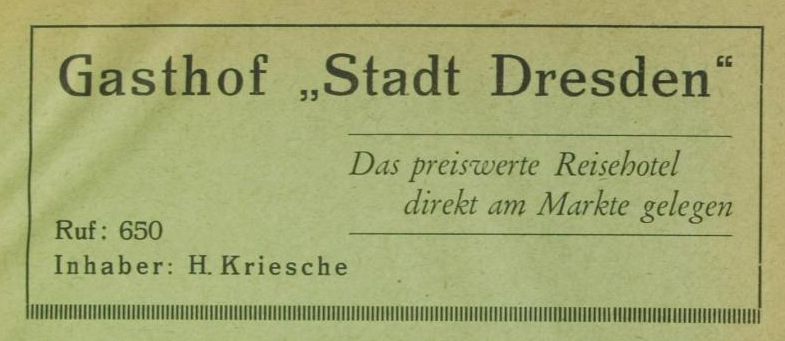 Gasthof „Stadt Dresden“
Das preiswerte Reisehotel
direkt am Markte gelegen
Ruf: 650
Inhaber: H. Kriesche